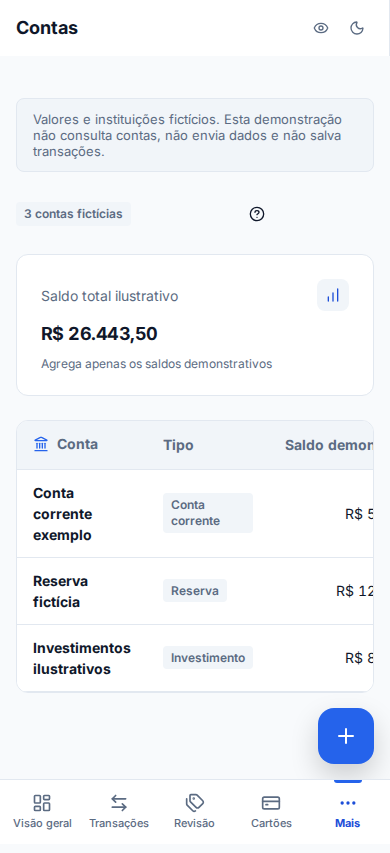 Contas
Valores e instituições fictícios. Esta demonstração
não consulta contas, não envia dados e não salva
transações.
3 contas fictícias
Saldo total ilustrativo
R$ 26.443,50
Agrega apenas os saldos demonstrativos
Conta Tipo Saldo demon
Conta
corrente
exemplo
Conta
corrente
R$ 5
Reserva
fictícia
Reserva
R$ 12
Investimentos
ilustrativos
Investimento
R$ 8
Visão geral Transações Revisão Cartões Mais